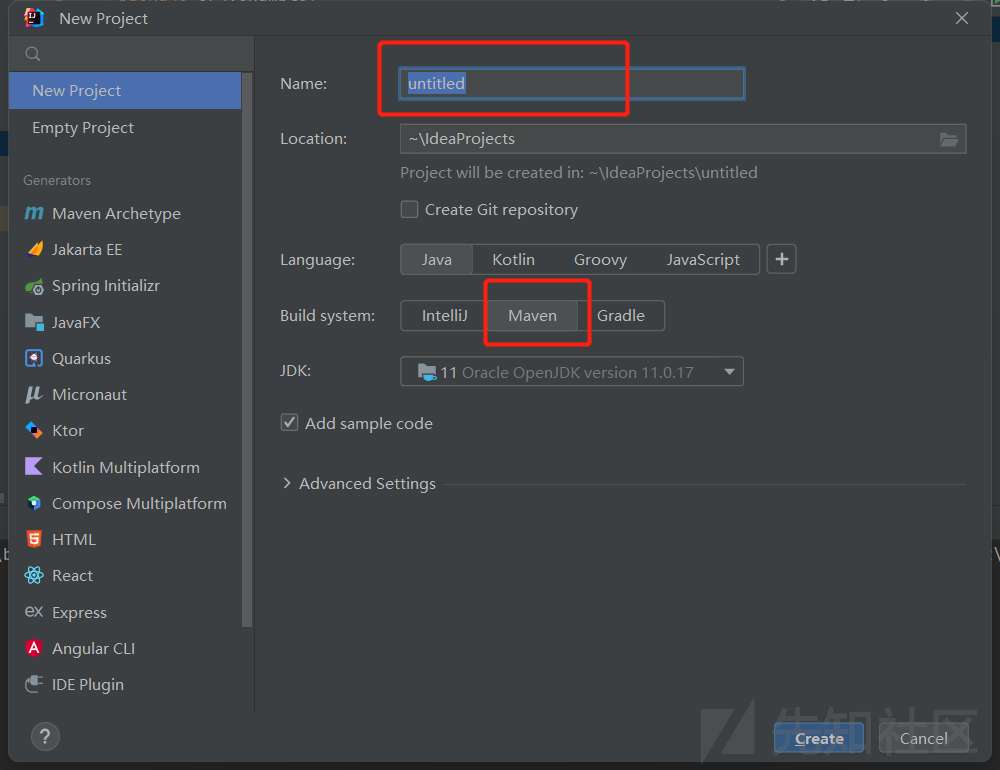 New Project
New Project
Empty Project
Generators
Maven Archetype
Jakarta EE
Spring Initializr
JavaFX
Quarkus
Micronaut
Ktor
Kotlin Multiplatform
Compose Multiplatform
HTML
React
Express
Angular CLI
IDE Plugin
Name: untitled
Location: ~\IdeaProjects
Project will be created in: ~\IdeaProjects\untitled
Create Git repository
Language: Java Kotlin Groovy JavaScript +
Build system: IntelliJ Maven Gradle
JDK: 11 Oracle OpenJDK version 11.0.17
Add sample code
Advanced Settings
?
Create Cancel
先知社区